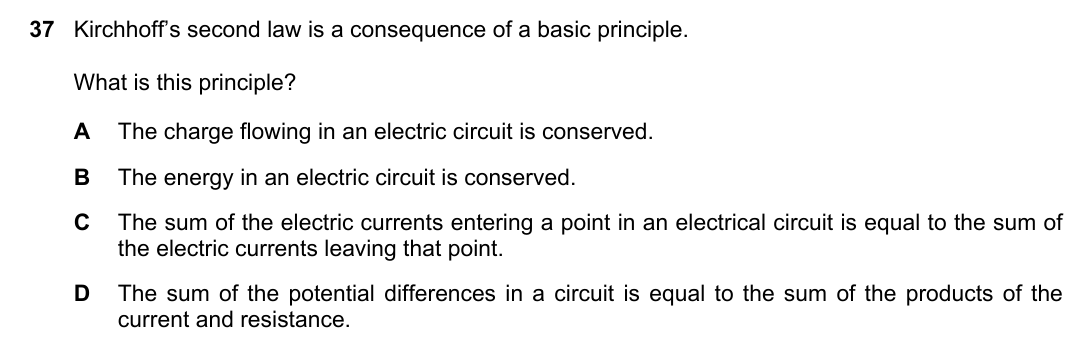 37 Kirchhoff’s second law is a consequence of a basic principle.
What is this principle?
A The charge flowing in an electric circuit is conserved.
B The energy in an electric circuit is conserved.
C The sum of the electric currents entering a point in an electrical circuit is equal to the sum of
the electric currents leaving that point.
D The sum of the potential differences in a circuit is equal to the sum of the products of the
current and resistance.